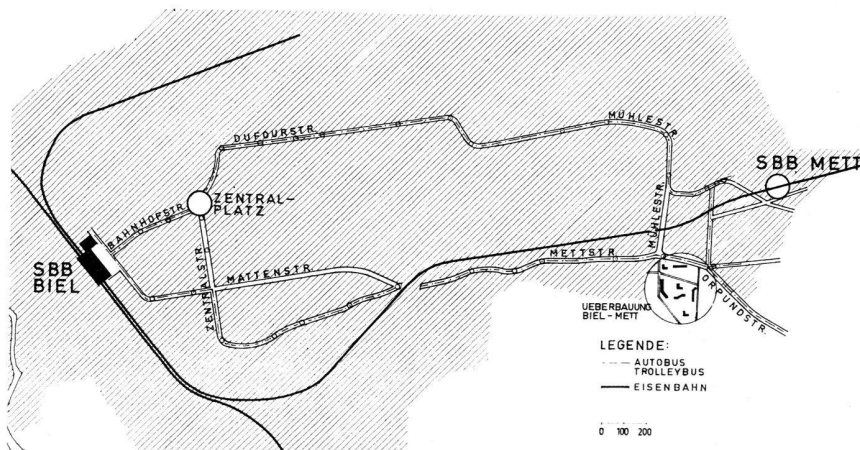 DUFOURSTR.
MÜHLESTR.
SBB METT
BAHNHOFSTR.
ZENTRAL-
PLATZ
MÜHLESTR.
SBB
BIEL
ZENTRALSTR.
MATTENSTR.
METTSTR.
ORPUNDSTR.
UEBERBAUUNG
BIEL-METT
LEGENDE:
AUTOBUS
TROLLEYBUS
EISENBAHN
0 100 200